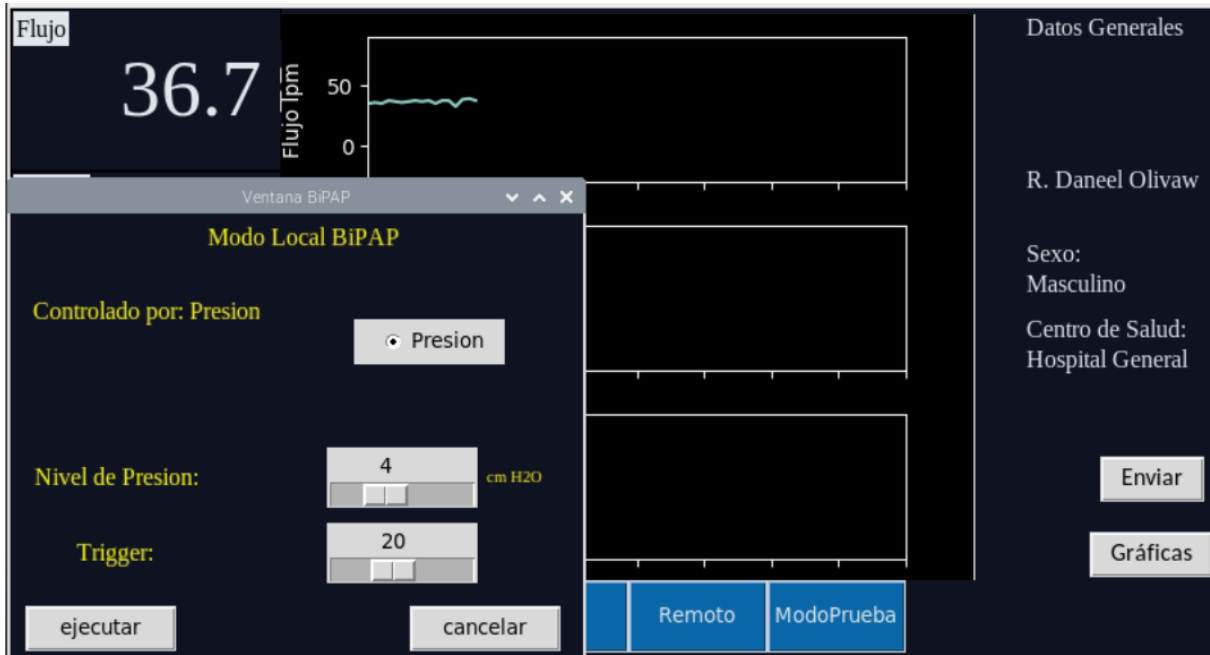 Flujo
36.7
Flujo lpm
50
0
Ventana BiPAP
Modo Local BiPAP
Controlado por: Presion
Presion
Nivel de Presion:
4
cm H2O
Trigger:
20
ejecutar
cancelar
Remoto
ModoPrueba
Datos Generales
R. Daneel Olivaw
Sexo:
Masculino
Centro de Salud:
Hospital General
Enviar
Gráficas